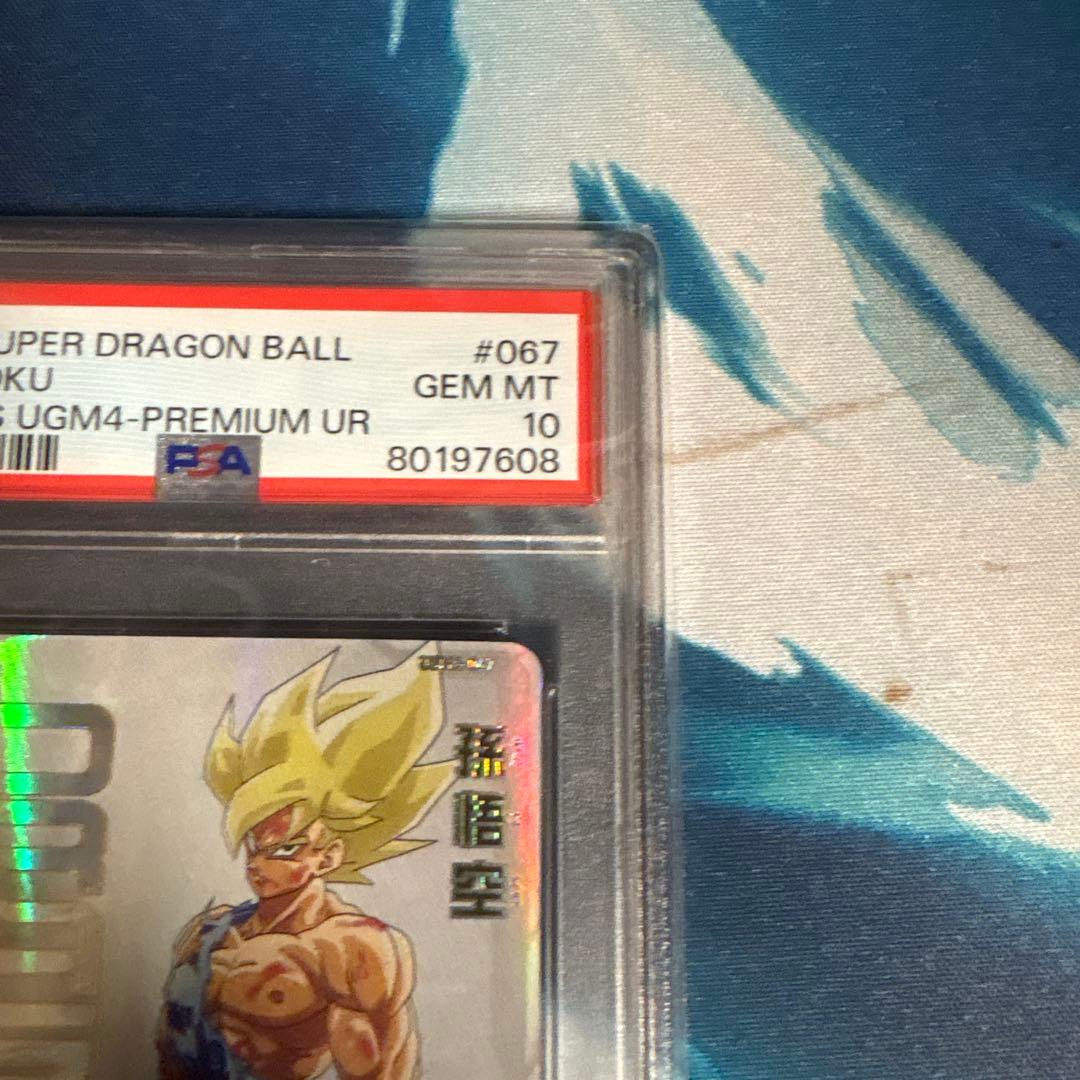 UPER DRAGON BALL
#067
OKU
GEM MT
S UGM4-PREMIUM UR
10
PSA
80197608
孫悟空